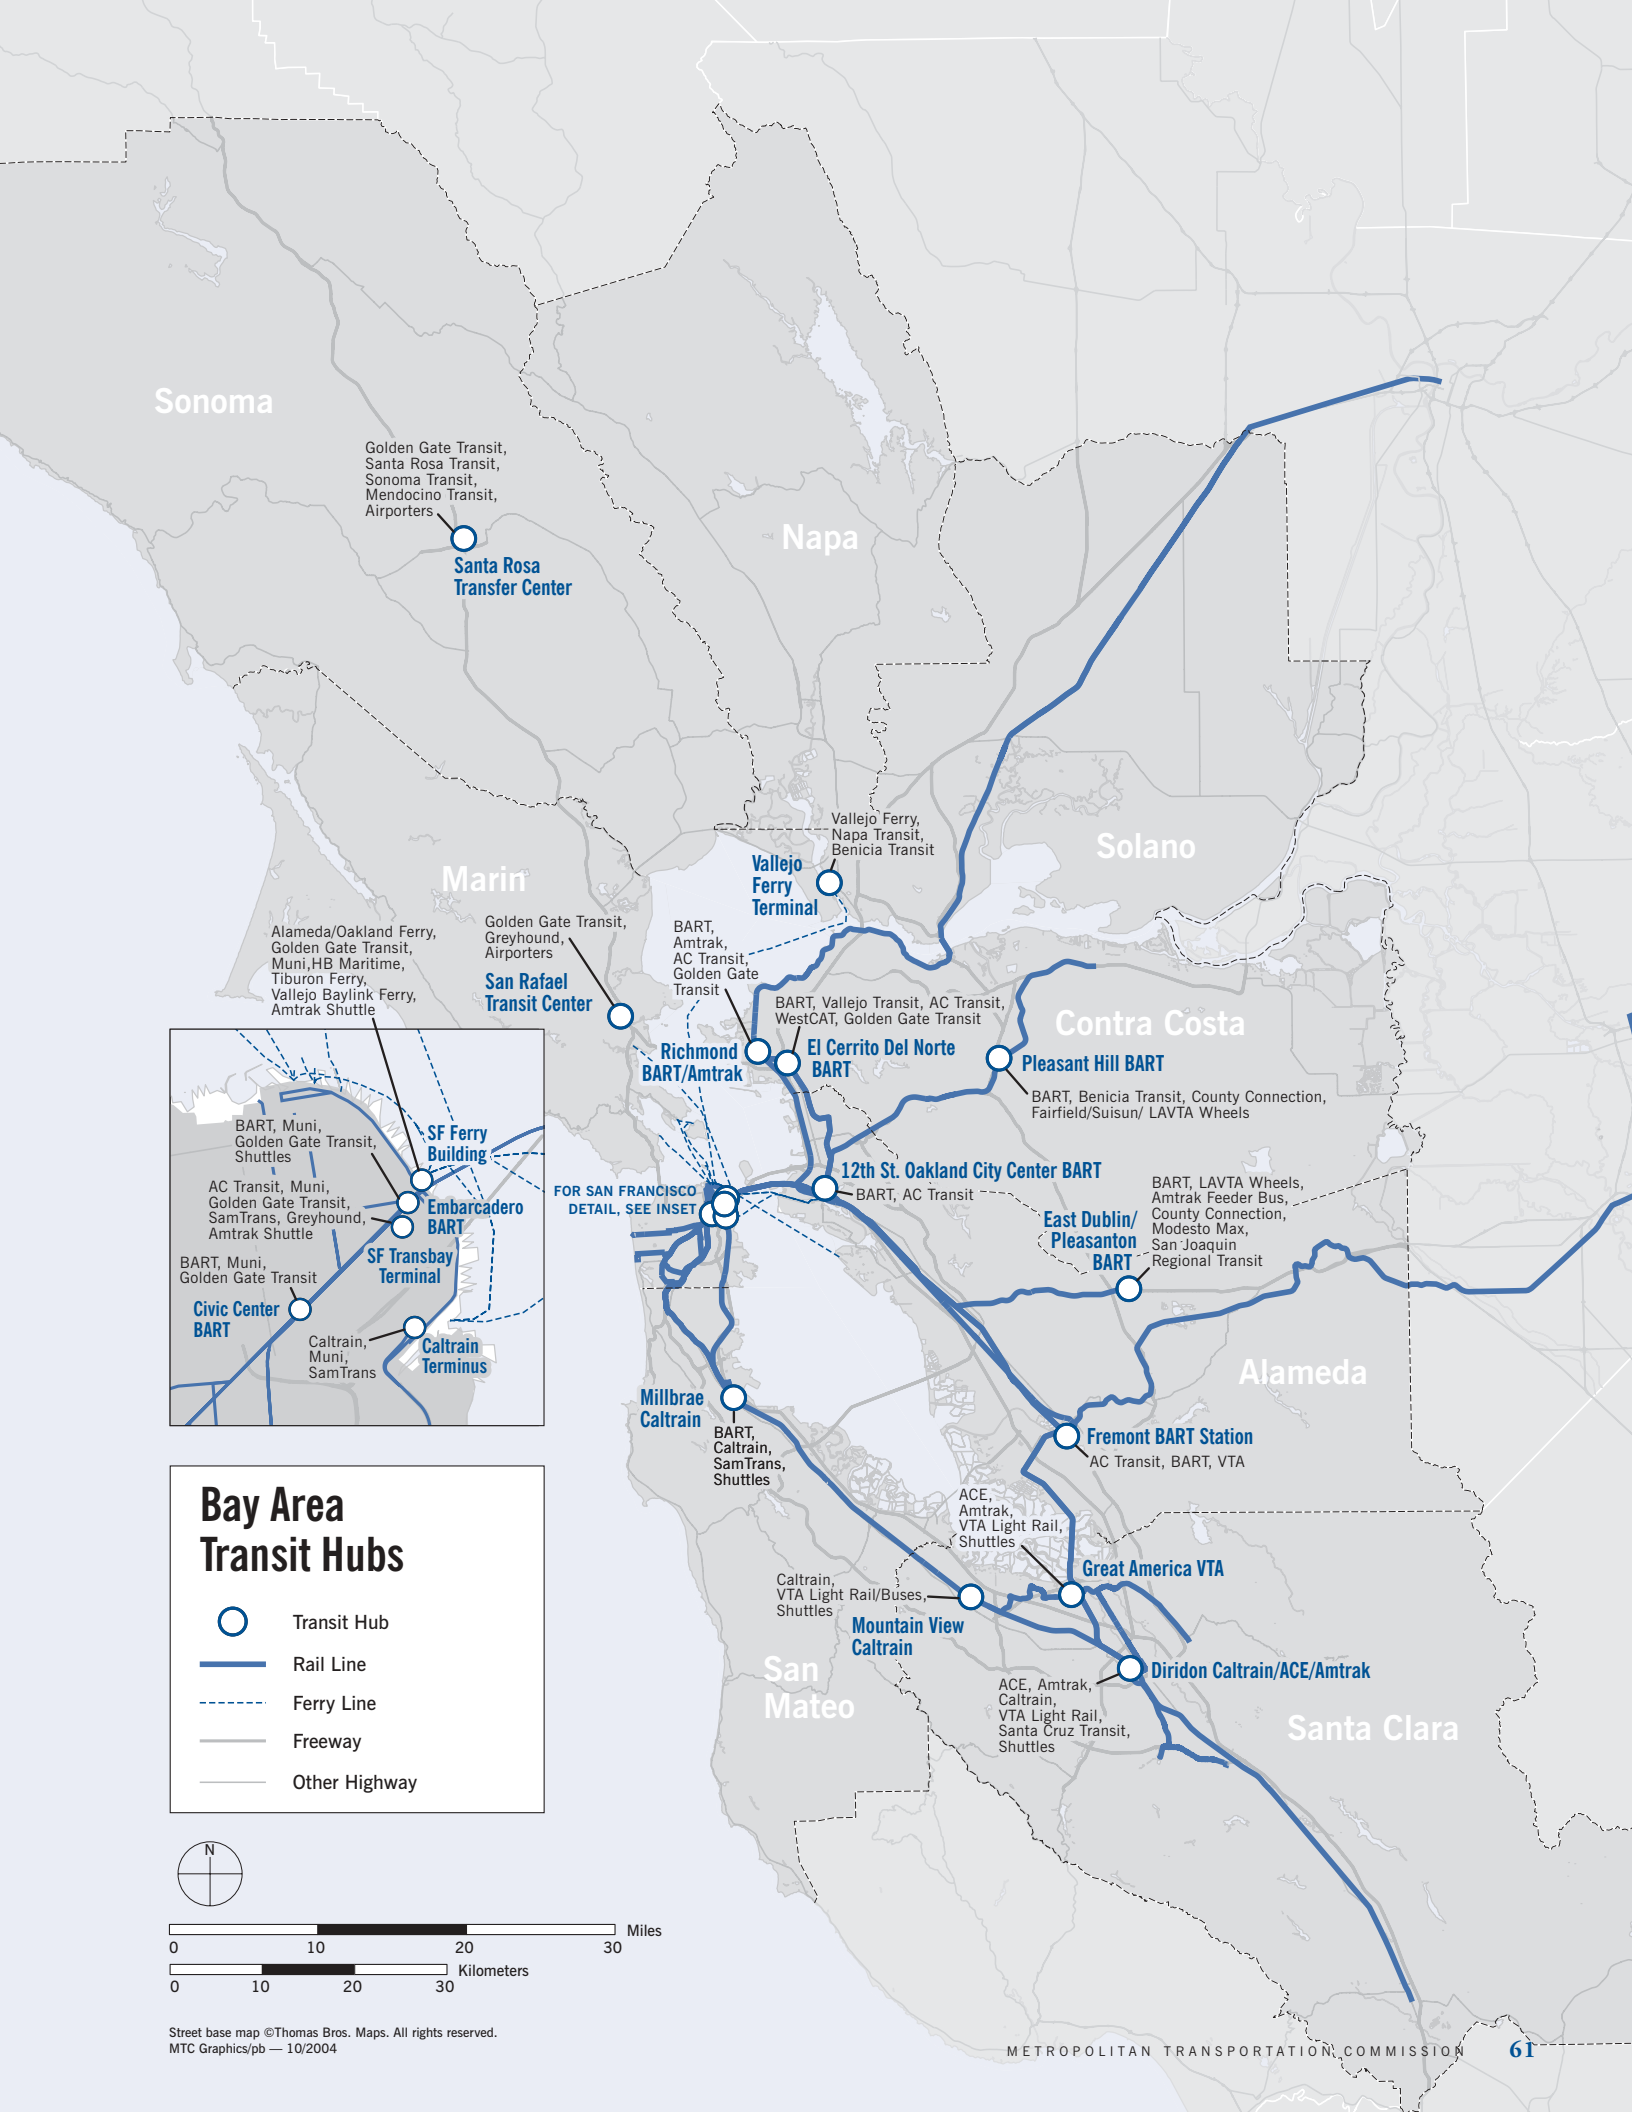 Sonoma
Golden Gate Transit,
Santa Rosa Transit,
Sonoma Transit,
Mendocino Transit,
Airporters
Santa Rosa
Transfer Center
Napa
Vallejo Ferry,
Napa Transit,
Benicia Transit
Vallejo
Ferry
Terminal
Solano
Marin
Golden Gate Transit,
Greyhound,
Airporters
San Rafael
Transit Center
BART,
Amtrak,
AC Transit,
Golden Gate
Transit
Richmond
BART/Amtrak
BART, Vallejo Transit, AC Transit,
WestCAT, Golden Gate Transit
El Cerrito Del Norte
BART
Contra Costa
Pleasant Hill BART
BART, Benicia Transit, County Connection,
Fairfield/Suisun/ LAVTA Wheels
Alameda/Oakland Ferry,
Golden Gate Transit,
Muni,HB Maritime,
Tiburon Ferry,
Vallejo Baylink Ferry,
Amtrak Shuttle
SF Ferry
Building
BART, Muni,
Golden Gate Transit,
Shuttles
Embarcadero
BART
AC Transit, Muni,
Golden Gate Transit,
SamTrans, Greyhound,
Amtrak Shuttle
SF Transbay
Terminal
BART, Muni,
Golden Gate Transit
Civic Center
BART
Caltrain,
Muni,
SamTrans
Caltrain
Terminus
FOR SAN FRANCISCO
DETAIL, SEE INSET
12th St. Oakland City Center BART
BART, AC Transit
BART, LAVTA Wheels,
Amtrak Feeder Bus,
County Connection,
Modesto Max,
San Joaquin
Regional Transit
East Dublin/
Pleasanton
BART
Alameda
Millbrae
Caltrain
BART,
Caltrain,
SamTrans,
Shuttles
Fremont BART Station
AC Transit, BART, VTA
ACE,
Amtrak,
VTA Light Rail,
Shuttles
Great America VTA
Caltrain,
VTA Light Rail/Buses,
Shuttles
Mountain View
Caltrain
San
Mateo
Diridon Caltrain/ACE/Amtrak
ACE, Amtrak,
Caltrain,
VTA Light Rail,
Santa Cruz Transit,
Shuttles
Santa Clara
Bay Area
Transit Hubs
Transit Hub
Rail Line
Ferry Line
Freeway
Other Highway
N
Miles
0 10 20 30
Kilometers
0 10 20 30
Street base map ©Thomas Bros. Maps. All rights reserved.
MTC Graphics/pb — 10/2004
METROPOLITAN TRANSPORTATION COMMISSION 61